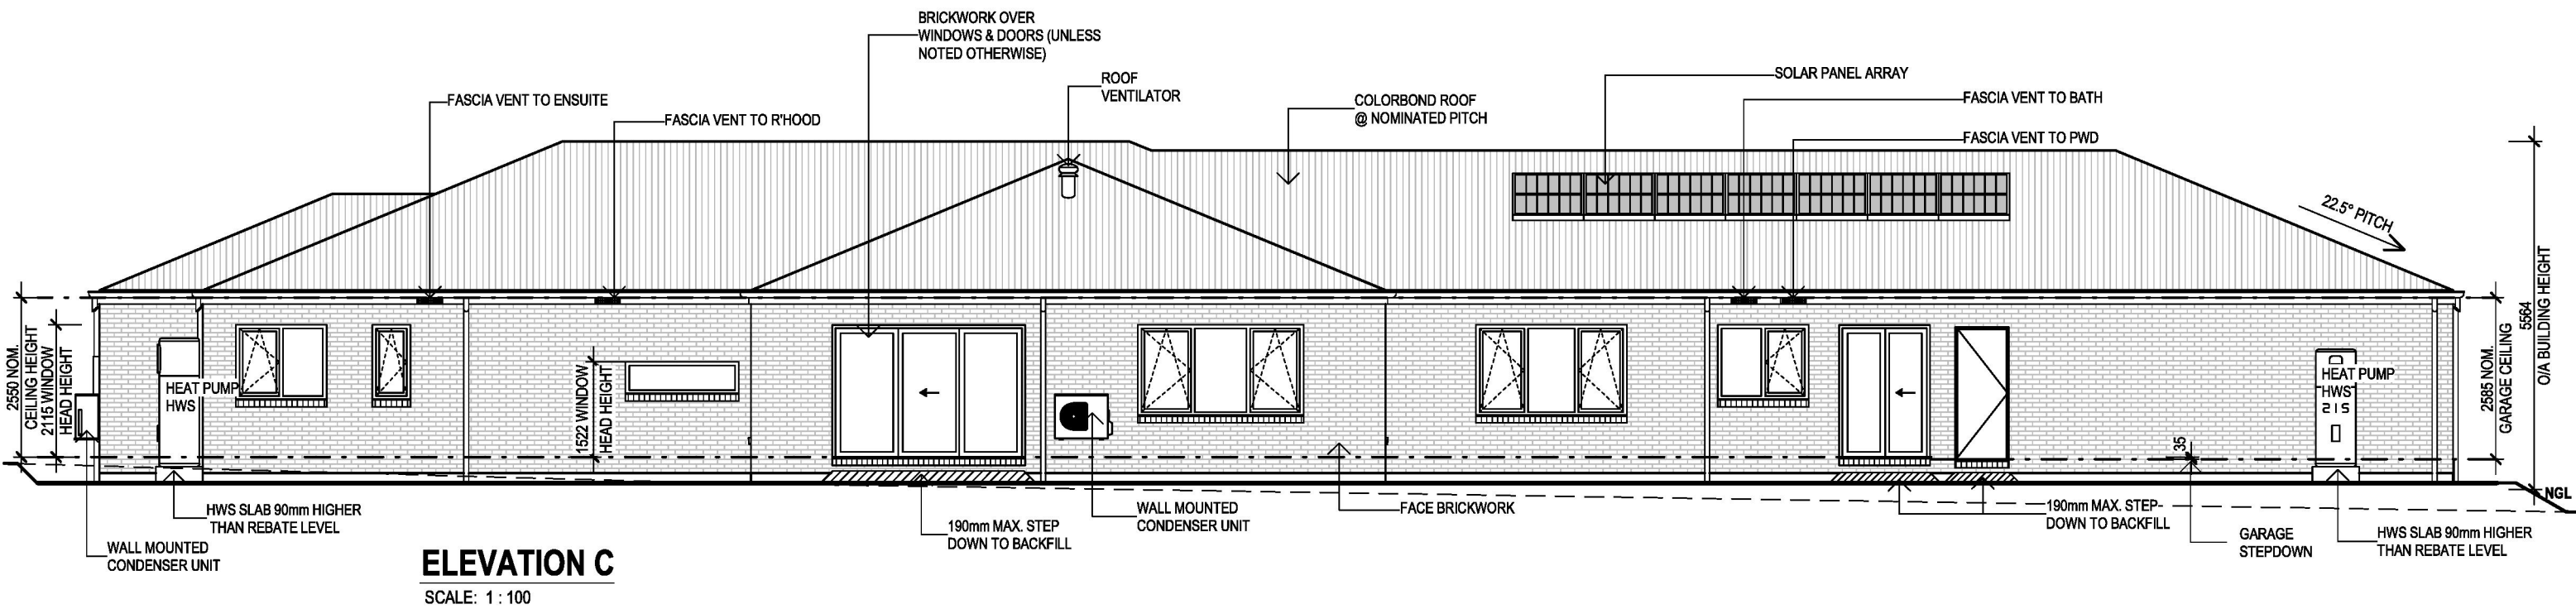 BRICKWORK OVER
WINDOWS & DOORS (UNLESS
NOTED OTHERWISE)
ROOF
VENTILATOR
SOLAR PANEL ARRAY
FASCIA VENT TO ENSUITE
FASCIA VENT TO R'HOOD
COLORBOND ROOF
@ NOMINATED PITCH
FASCIA VENT TO BATH
FASCIA VENT TO PWD
22.5° PITCH
2550 NOM.
CEILING HEIGHT
2115 WINDOW
HEAD HEIGHT
HEAT PUMP
HWS
1522 WINDOW
HEAD HEIGHT
HEAT PUMP
HWS
215
35
2585 NOM.
GARAGE CEILING
5564
O/A BUILDING HEIGHT
NGL
HWS SLAB 90mm HIGHER
THAN REBATE LEVEL
WALL MOUNTED
CONDENSER UNIT
190mm MAX. STEP
DOWN TO BACKFILL
WALL MOUNTED
CONDENSER UNIT
FACE BRICKWORK
190mm MAX. STEP
DOWN TO BACKFILL
GARAGE
STEPDOWN
HWS SLAB 90mm HIGHER
THAN REBATE LEVEL
ELEVATION C
SCALE: 1 : 100